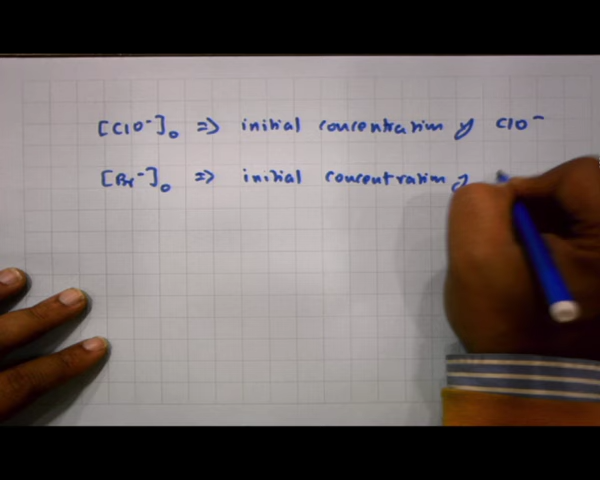 [ClO⁻]₀ => initial concentration of ClO⁻
[Br⁻]₀ => initial concentration of